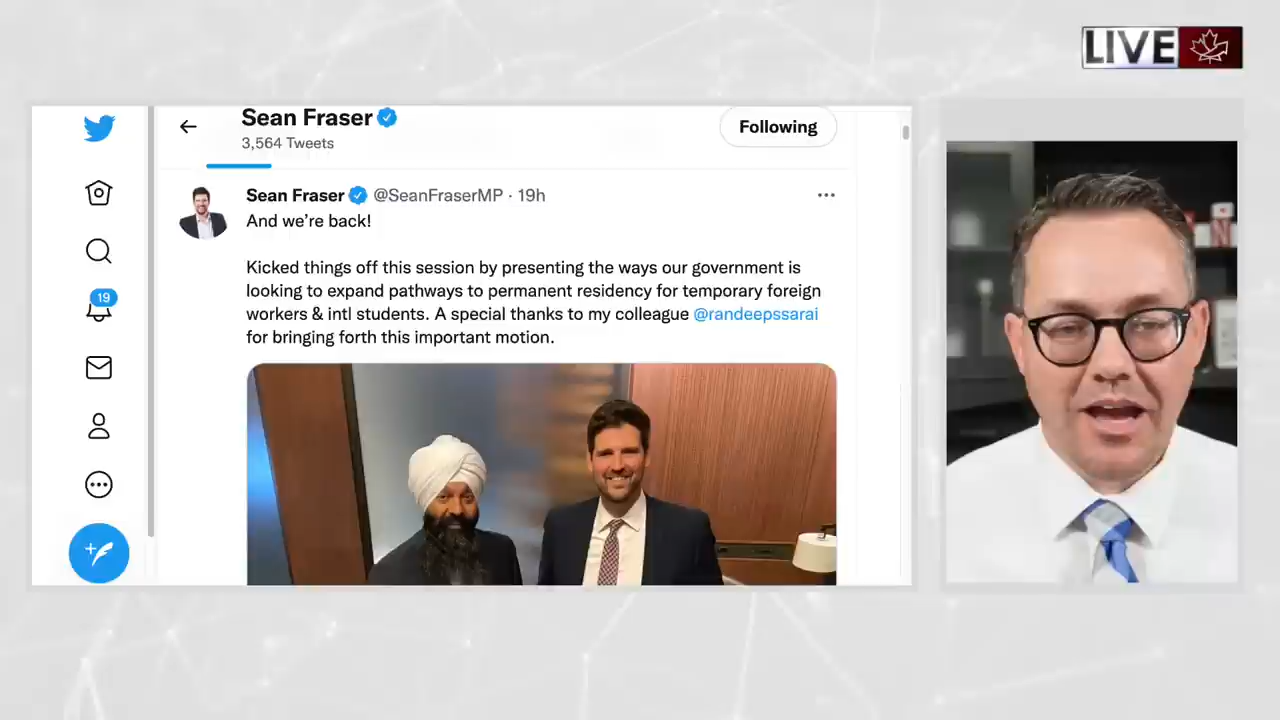 LIVE
Sean Fraser
3,564 Tweets
Following
Sean Fraser @SeanFraserMP · 19h
And we're back!
Kicked things off this session by presenting the ways our government is
looking to expand pathways to permanent residency for temporary foreign
workers & intl students. A special thanks to my colleague @randeepssarai
for bringing forth this important motion.
19